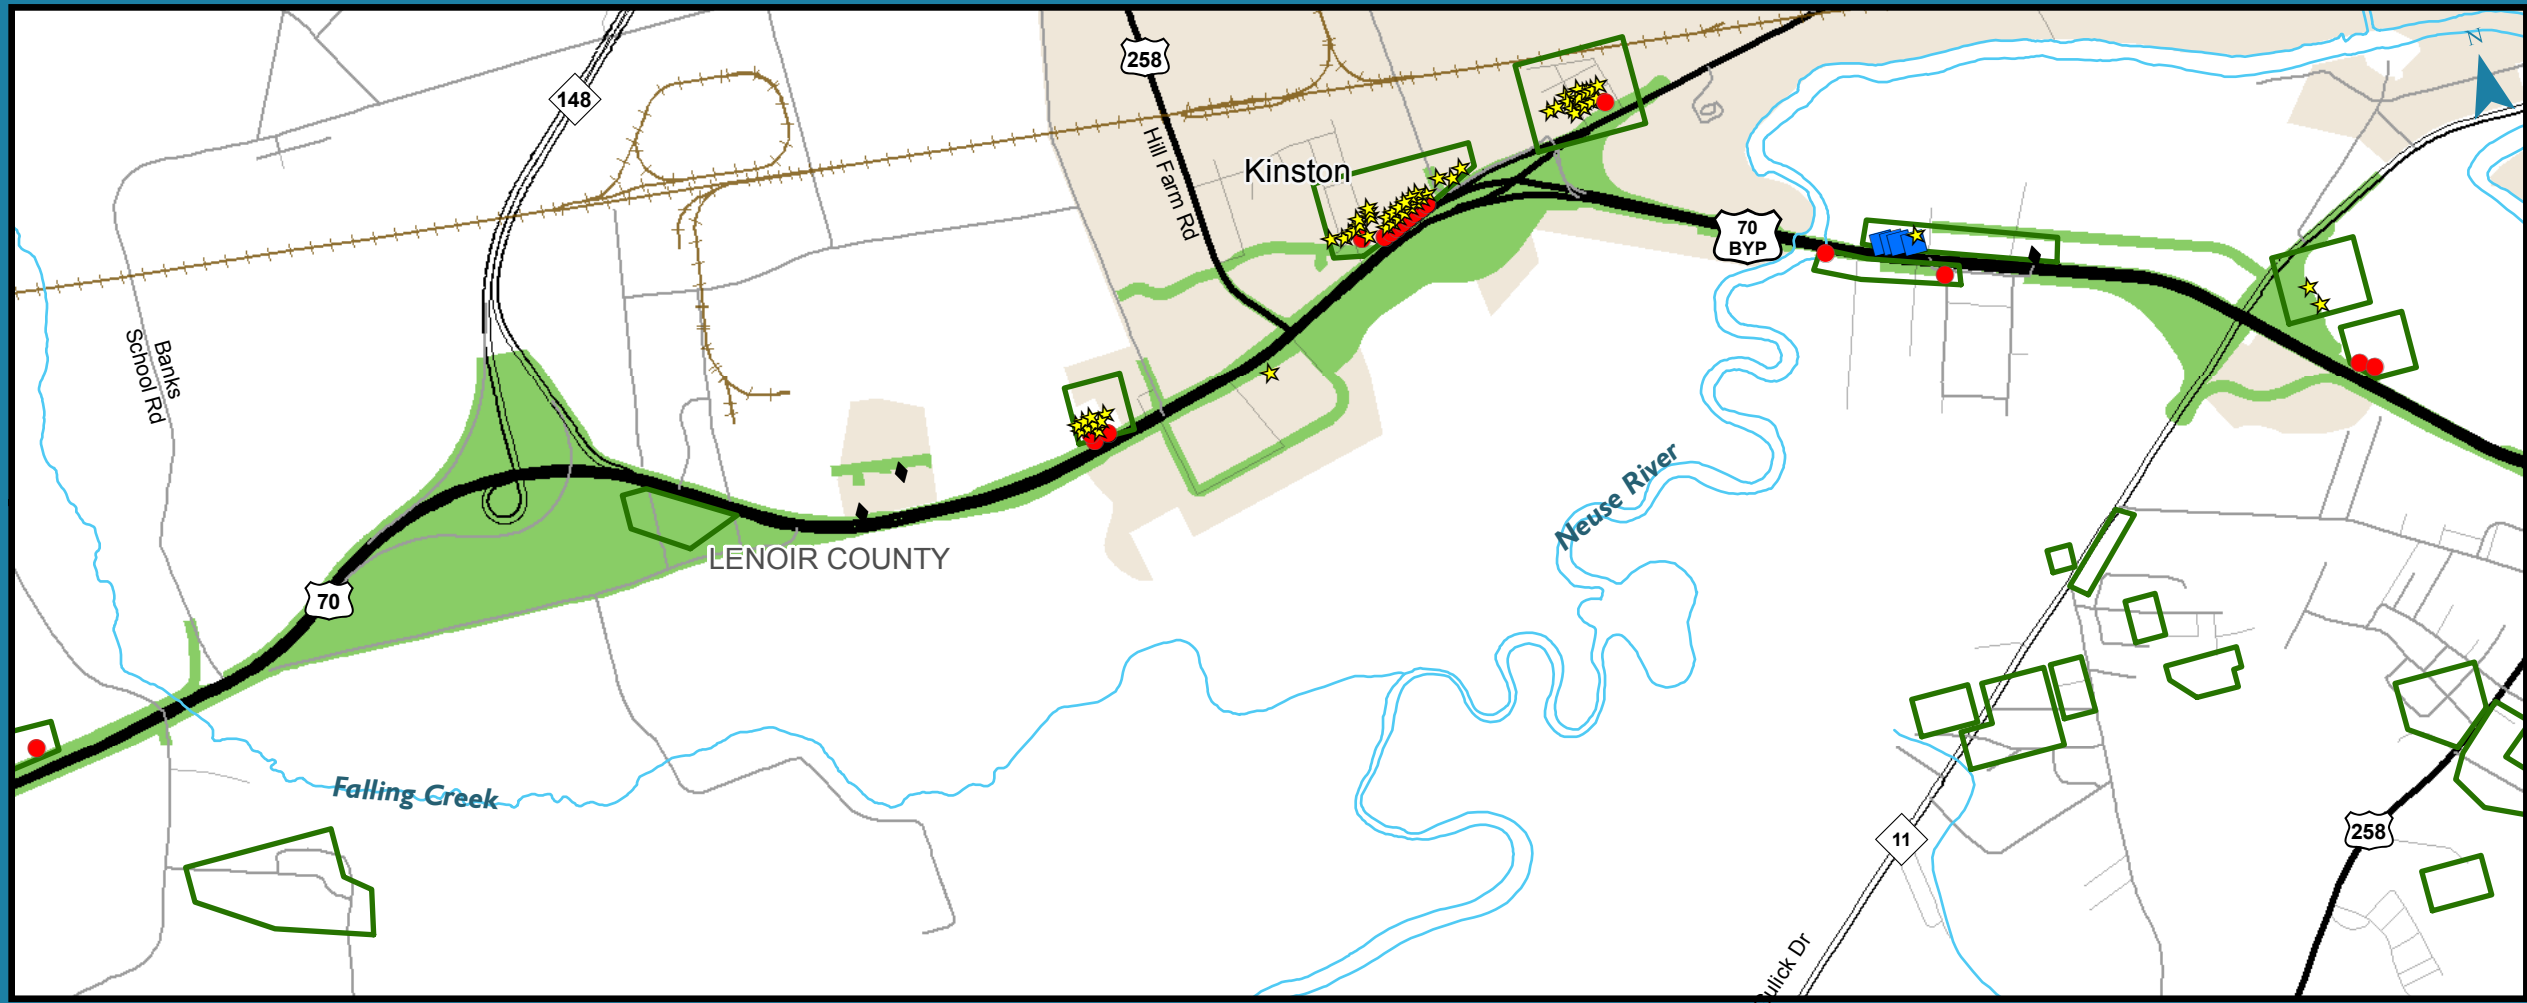 N
258
148
Hill Farm Rd
Kinston
70
BYP
Banks
School Rd
Neuse River
LENOIR COUNTY
70
Falling Creek
11
258